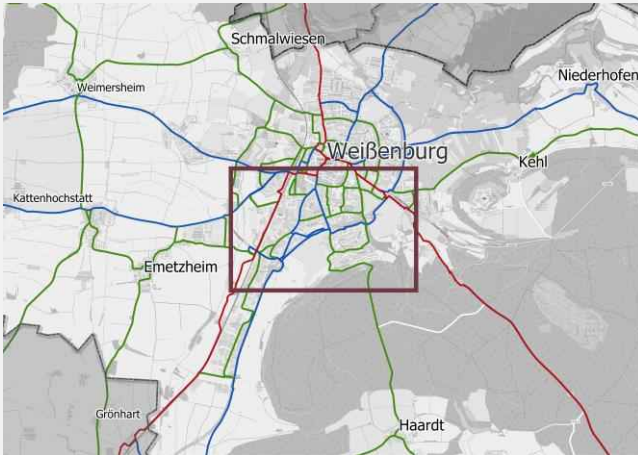 Schmalwiesen
Niederhofen
Weimersheim
Weißenburg
Kehl
Kattenhochstatt
Emetzheim
Grönhart
Haardt